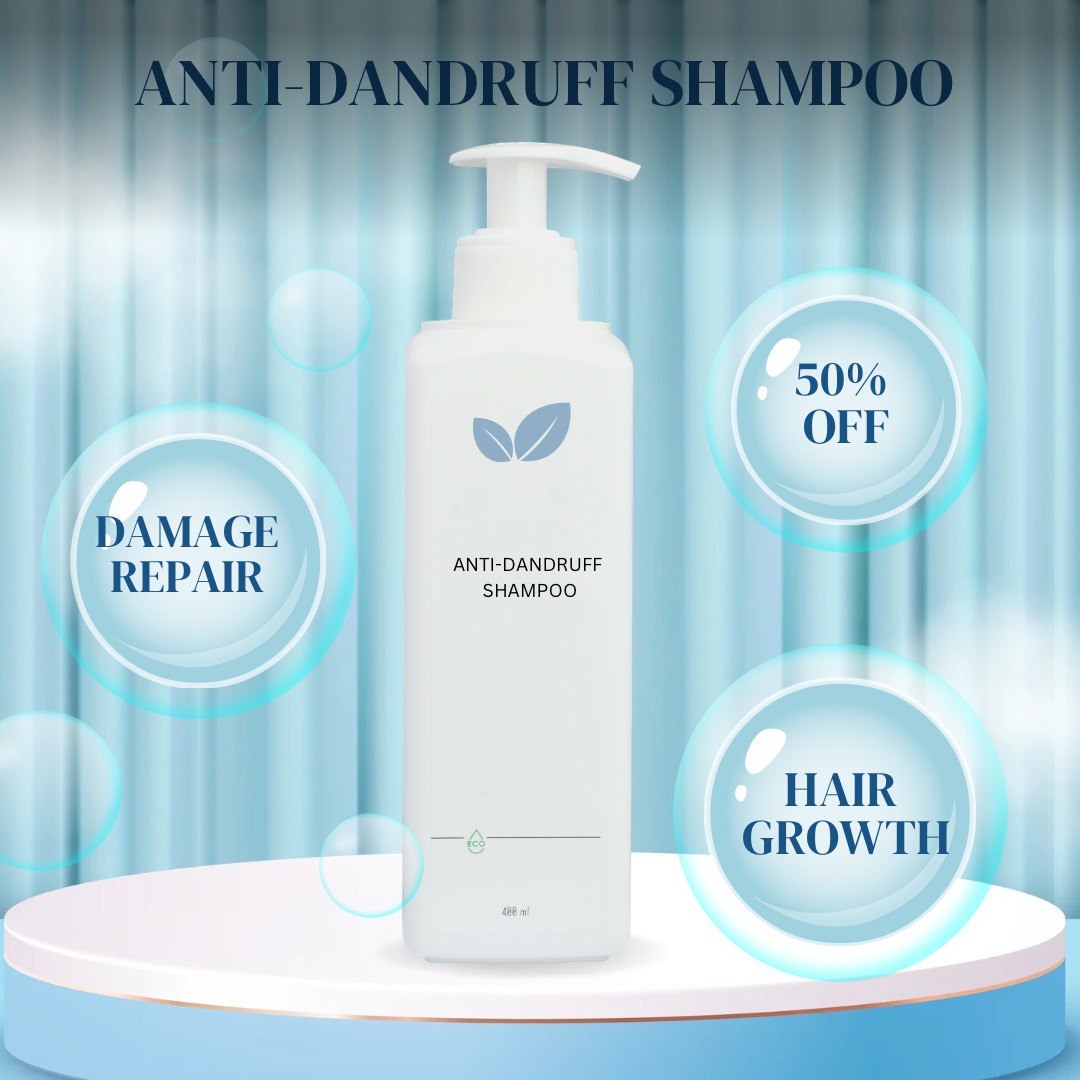 ANTI-DANDRUFF SHAMPOO
50%
OFF
DAMAGE
REPAIR
ANTI-DANDRUFF
SHAMPOO
HAIR
GROWTH
ECO
400 ml